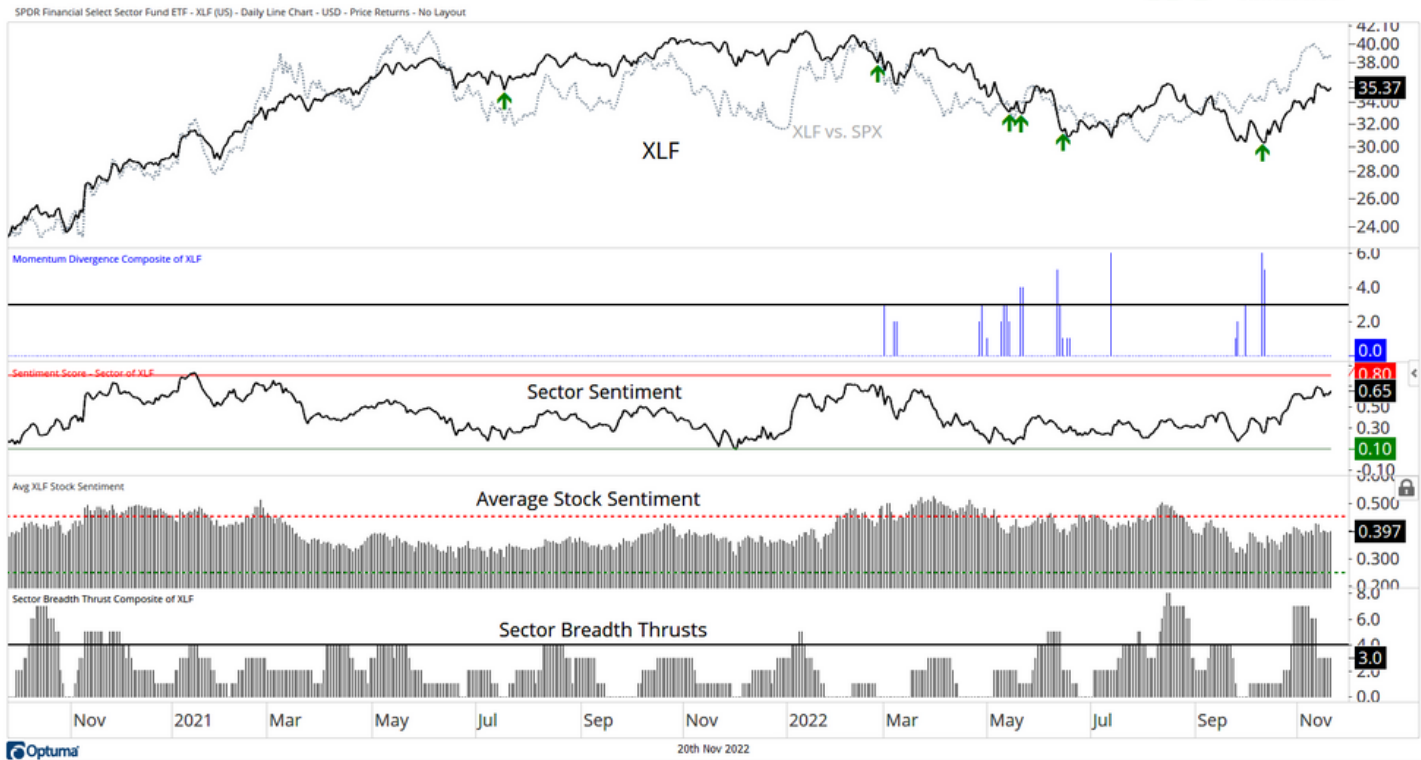 SPDR Financial Select Sector Fund ETF - XLF (US) - Daily Line Chart - USD - Price Returns - No Layout
42.10
40.00
38.00
35.37
34.00
32.00
30.00
28.00
26.00
24.00
XLF vs. SPX
XLF
Momentum Divergence Composite of XLF
6.0
4.0
2.0
0.0
Sentiment Score - Sector of XLF
Sector Sentiment
0.80
0.65
0.50
0.30
0.10
-0.10
Avg XLF Stock Sentiment
Average Stock Sentiment
0.500
0.397
0.300
0.200
Sector Breadth Thrust Composite of XLF
Sector Breadth Thrusts
8.0
6.0
4.0
3.0
2.0
0.0
Nov 2021 Mar May Jul Sep Nov 2022 Mar May Jul Sep Nov
Optuma
20th Nov 2022